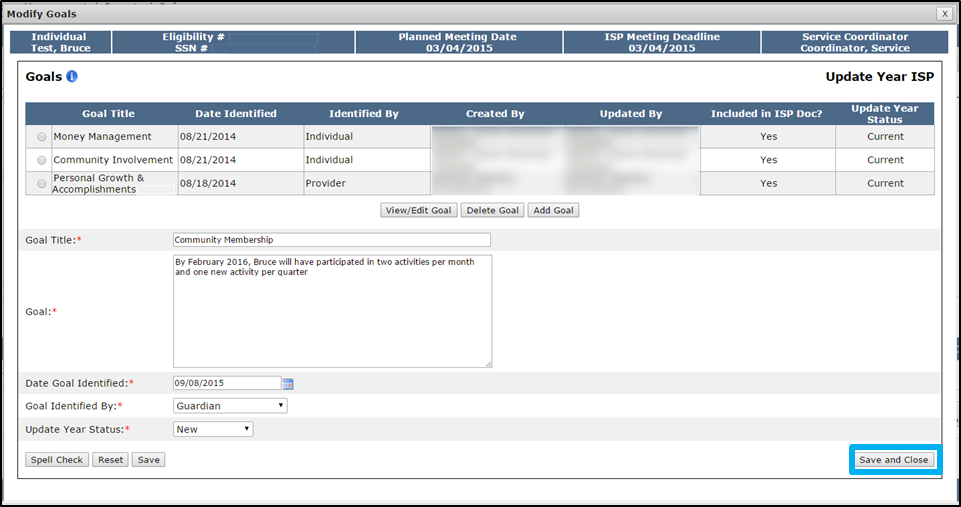 Modify Goals
X
Individual
Test, Bruce
Eligibility #
SSN #
Planned Meeting Date
03/04/2015
ISP Meeting Deadline
03/04/2015
Service Coordinator
Coordinator, Service
Goals i Update Year ISP
Goal Title Date Identified Identified By Created By Updated By Included in ISP Doc? Update Year Status
Money Management 08/21/2014 Individual Yes Current
Community Involvement 08/21/2014 Individual Yes Current
Personal Growth &
Accomplishments 08/18/2014 Provider Yes Current
View/Edit Goal Delete Goal Add Goal
Goal Title:* Community Membership
Goal:*
By February 2016, Bruce will have participated in two activities per month
and one new activity per quarter
Date Goal Identified:* 09/08/2015
Goal Identified By:* Guardian
Update Year Status:* New
Spell Check Reset Save Save and Close